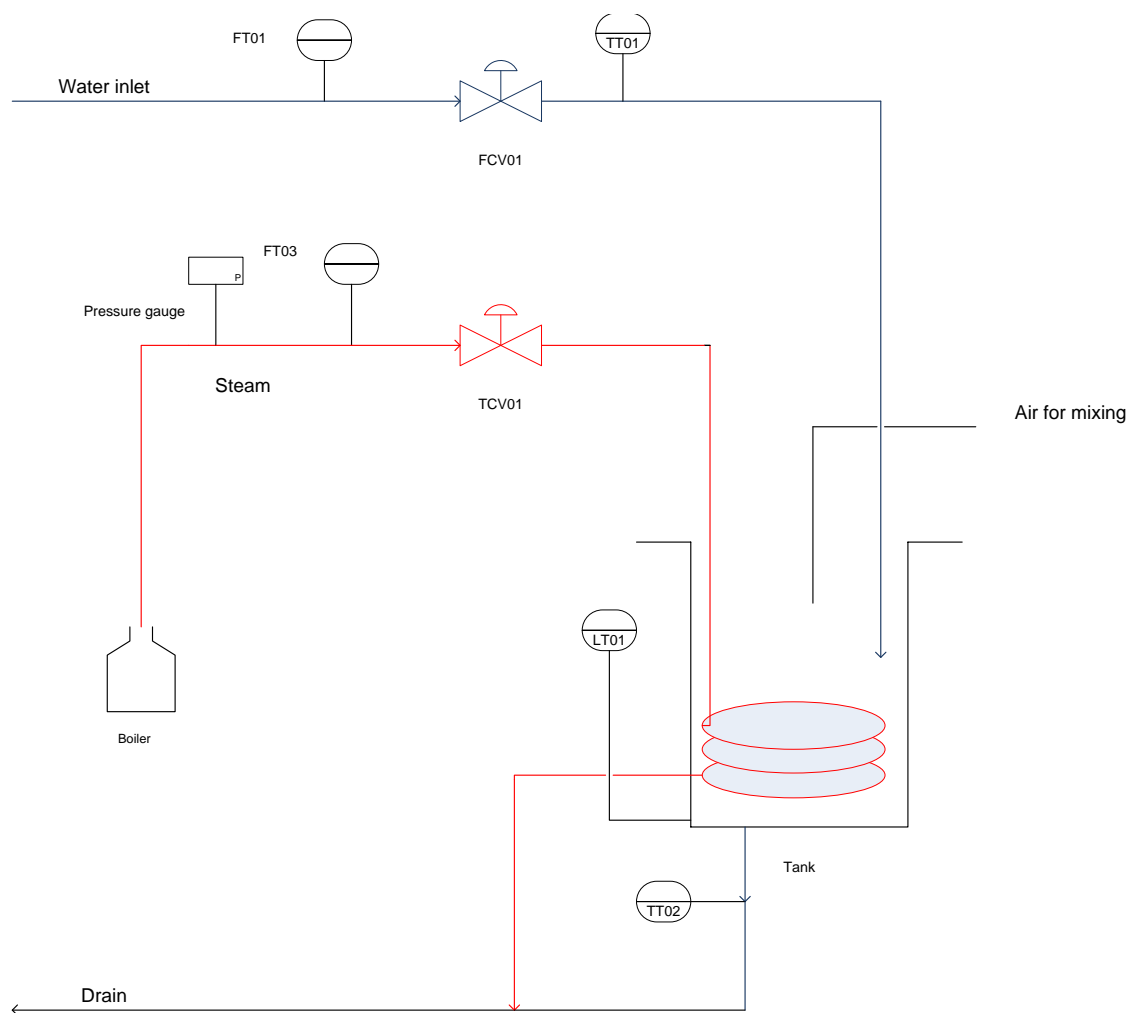 FT01
TT01
Water inlet
FCV01
FT03
P
Pressure gauge
Steam
TCV01
Air for mixing
LT01
Boiler
Tank
TT02
Drain